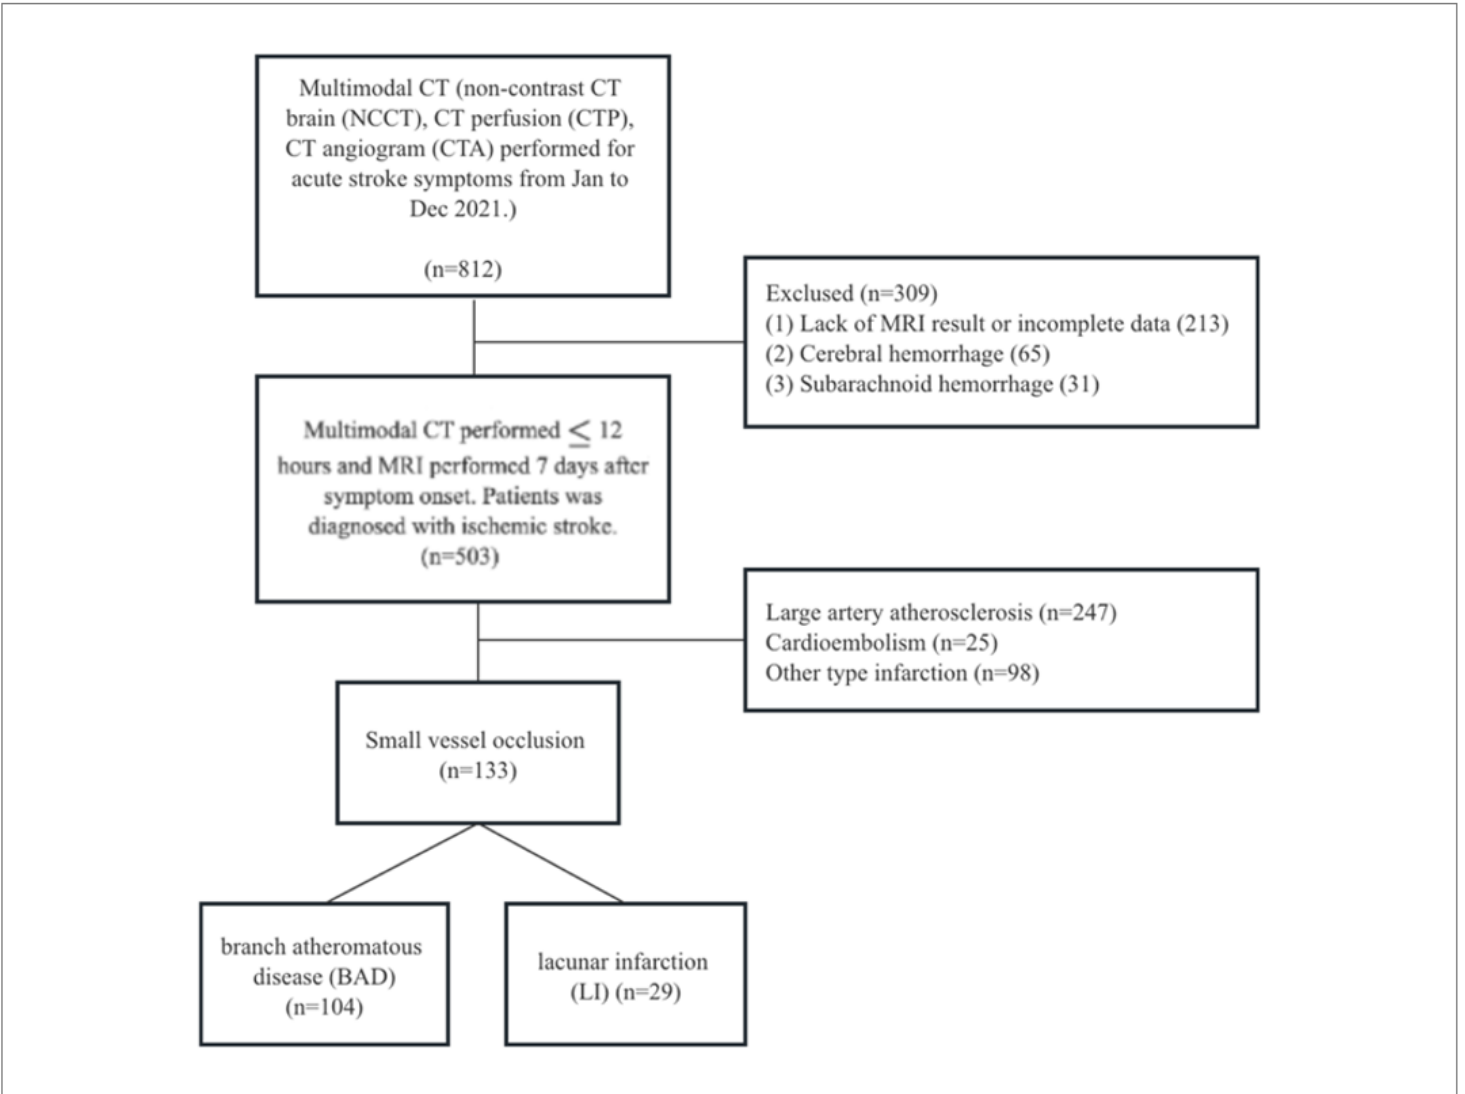 Multimodal CT (non-contrast CT
brain (NCCT), CT perfusion (CTP),
CT angiogram (CTA) performed for
acute stroke symptoms from Jan to
Dec 2021.)
(n=812)
Exclused (n=309)
(1) Lack of MRI result or incomplete data (213)
(2) Cerebral hemorrhage (65)
(3) Subarachnoid hemorrhage (31)
Multimodal CT performed ≤ 12
hours and MRI performed 7 days after
symptom onset. Patients was
diagnosed with ischemic stroke.
(n=503)
Large artery atherosclerosis (n=247)
Cardioembolism (n=25)
Other type infarction (n=98)
Small vessel occlusion
(n=133)
branch atheromatous
disease (BAD)
(n=104)
lacunar infarction
(LI) (n=29)